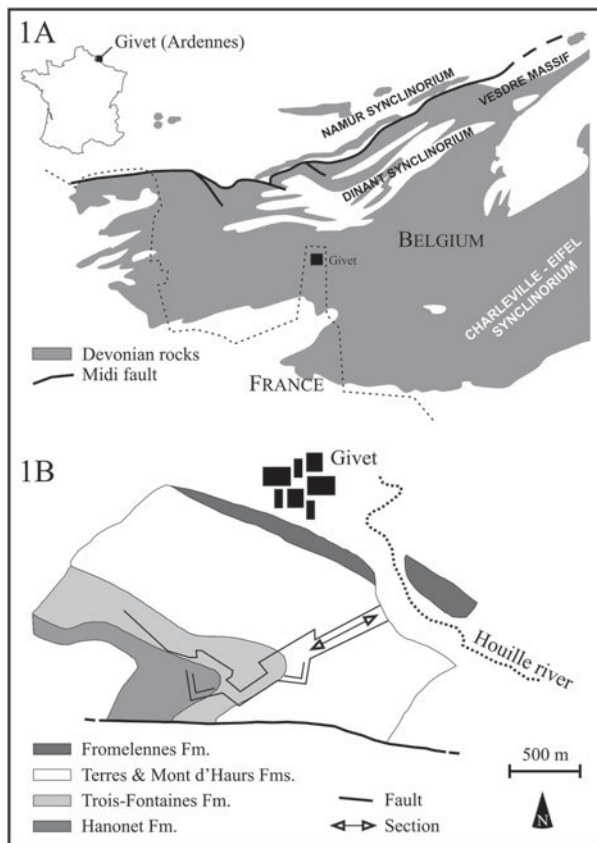 1A
Givet (Ardennes)
NAMUR SYNCLINORIUM
VESDRE MASSIF
DINANT SYNCLINORIUM
BELGIUM
Givet
CHARLEVILLE - EIFEL
SYNCLINORIUM
Devonian rocks
Midi fault
FRANCE
1B
Givet
Houille river
Fromelennes Fm.
Terres & Mont d'Haurs Fms.
Trois-Fontaines Fm.
Hanonet Fm.
Fault
Section
500 m
N